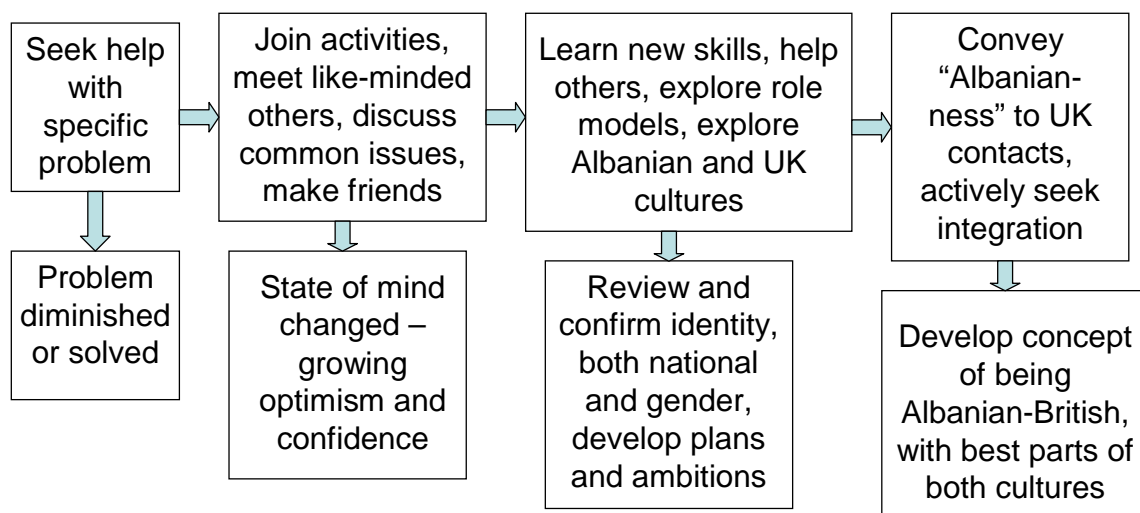 Seek help
with
specific
problem
Join activities,
meet like-minded
others, discuss
common issues,
make friends
Learn new skills, help
others, explore role
models, explore
Albanian and UK
cultures
Convey
“Albanian-
ness” to UK
contacts,
actively seek
integration
Problem
diminished
or solved
State of mind
changed –
growing
optimism and
confidence
Review and
confirm identity,
both national
and gender,
develop plans
and ambitions
Develop concept
of being
Albanian-British,
with best parts of
both cultures